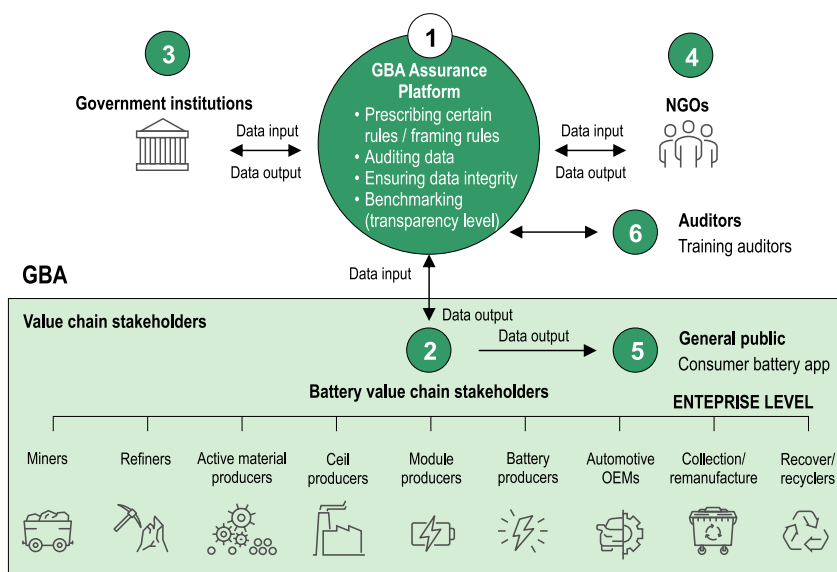 1
GBA Assurance
Platform
• Prescribing certain
rules / framing rules
• Auditing data
• Ensuring data integrity
• Benchmarking
(transparency level)
3
Government institutions
Data input
Data output
4
NGOs
Data input
Data output
6
Auditors
Training auditors
GBA
Data input
Value chain stakeholders
Data output
2
Data output
5
General public
Consumer battery app
Battery value chain stakeholders
ENTEPRISE LEVEL
Miners
Refiners
Active material
producers
Ceil
producers
Module
producers
Battery
producers
Automotive
OEMs
Collection/
remanufacture
Recover/
recyclers